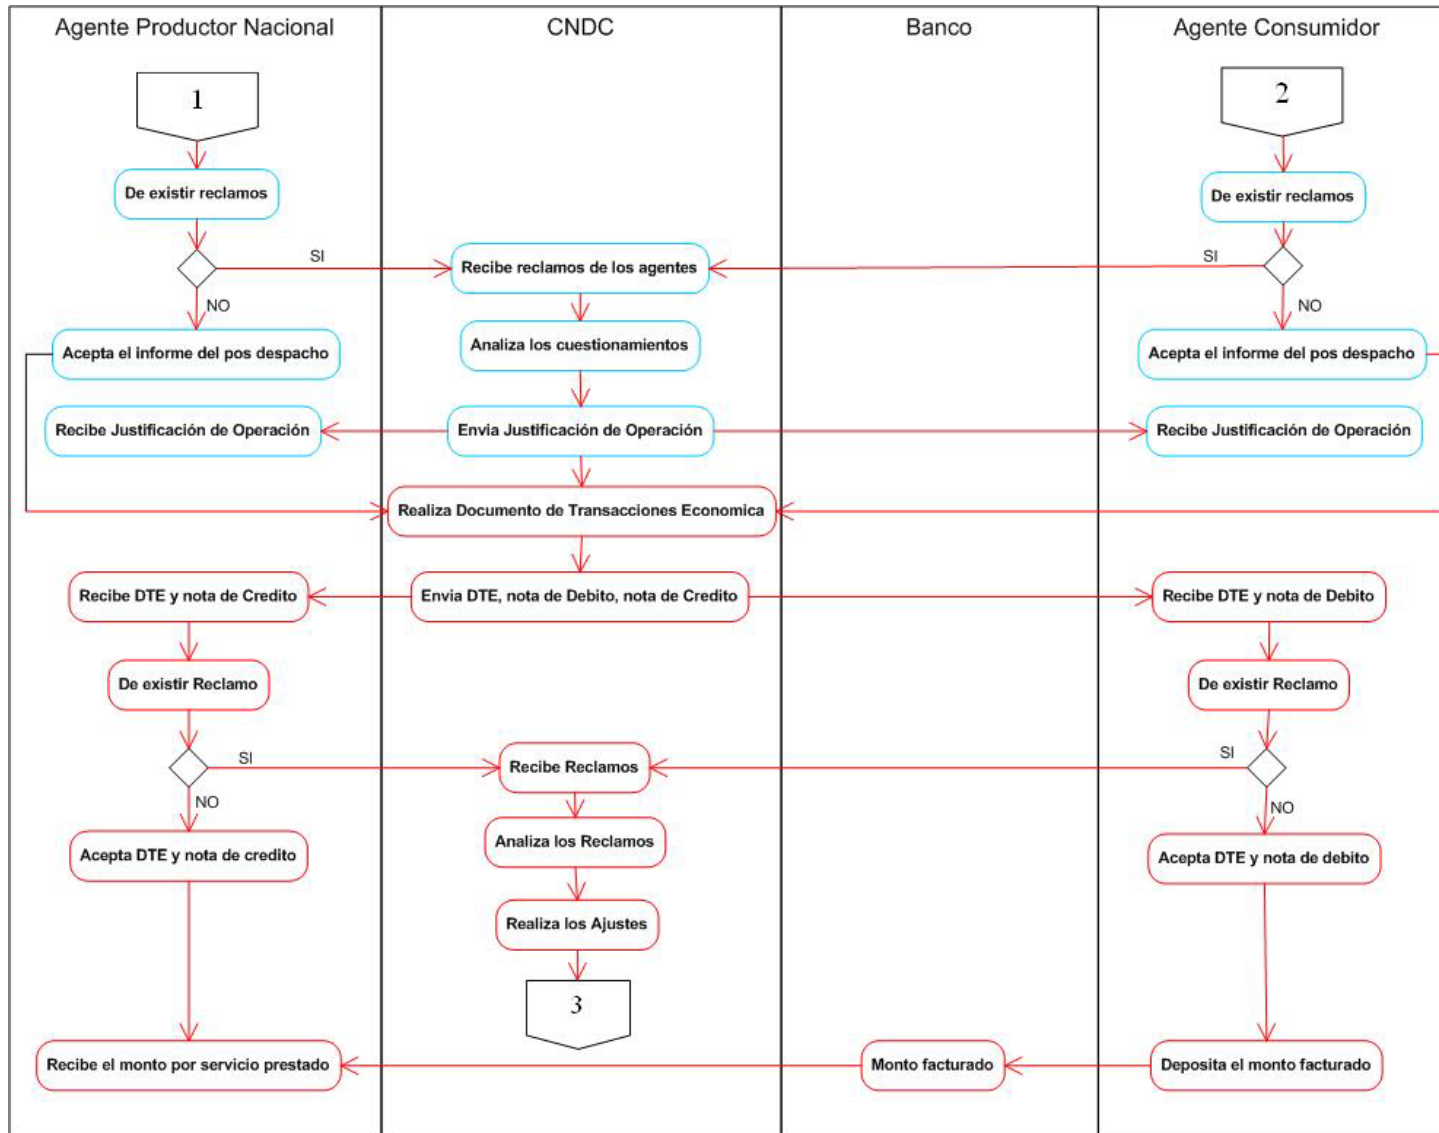 Agente Productor Nacional
CNDC
Banco
Agente Consumidor
1
2
De existir reclamos
De existir reclamos
SI
Recibe reclamos de los agentes
SI
NO
NO
Acepta el informe del pos despacho
Analiza los cuestionamientos
Acepta el informe del pos despacho
Recibe Justificación de Operación
Envia Justificación de Operación
Recibe Justificación de Operación
Realiza Documento de Transacciones Economica
Recibe DTE y nota de Credito
Envia DTE, nota de Debito, nota de Credito
Recibe DTE y nota de Debito
De existir Reclamo
De existir Reclamo
SI
Recibe Reclamos
SI
NO
NO
Acepta DTE y nota de credito
Analiza los Reclamos
Acepta DTE y nota de debito
Realiza los Ajustes
3
Recibe el monto por servicio prestado
Monto facturado
Deposita el monto facturado